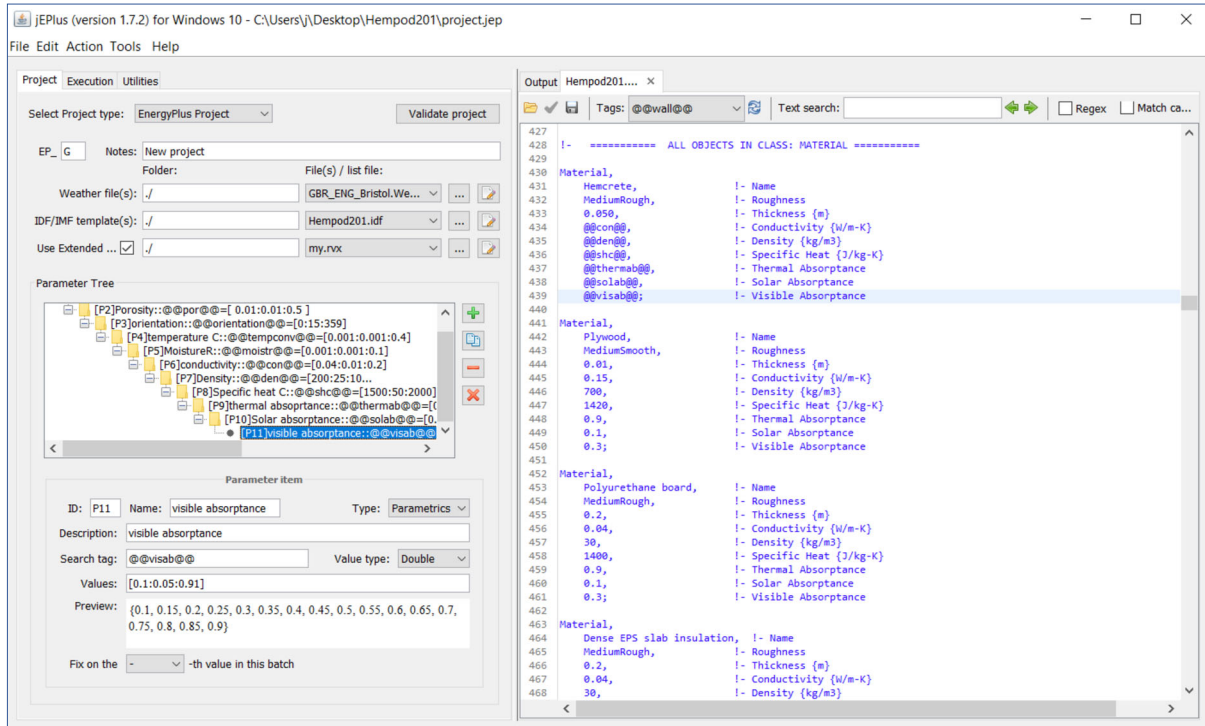 jEPlus (version 1.7.2) for Windows 10 - C:\Users\j\Desktop\Hempod201\project.jep
File Edit Action Tools Help
Project Execution Utilities
Select Project type: EnergyPlus Project Validate project
EP_ G Notes: New project
Folder: File(s) / list file:
Weather file(s): ./ GBR_ENG_Bristol.We... ...
IDF/IMF template(s): ./ Hempod201.idf ...
Use Extended ... ./ my.rvx ...
Parameter Tree
[P2]Porosity::@@por@@=[ 0.01:0.01:0.5 ]
[P3]orientation::@@orientation@@=[0:15:359]
[P4]temperature C::@@tempconv@@=[0.001:0.001:0.4]
[P5]MoistureR::@@moistr@@=[0.001:0.001:0.1]
[P6]conductivity::@@con@@=[0.04:0.01:0.2]
[P7]Density::@@den@@=[200:25:10...
[P8]Specific heat C::@@shc@@=[1500:50:2000]
[P9]thermal absoprtance::@@thermab@@=[0
[P10]Solar absorptance::@@solab@@=[0.
[P11]visible absorptance::@@visab@@
Parameter item
ID: P11 Name: visible absorptance Type: Parametrics
Description: visible absorptance
Search tag: @@visab@@ Value type: Double
Values: [0.1:0.05:0.91]
Preview: {0.1, 0.15, 0.2, 0.25, 0.3, 0.35, 0.4, 0.45, 0.5, 0.55, 0.6, 0.65, 0.7,
0.75, 0.8, 0.85, 0.9}
Fix on the - -th value in this batch
Output Hempod201....
Tags: @@wall@@ Text search: Regex Match ca...
427
428 !- =========== ALL OBJECTS IN CLASS: MATERIAL ===========
429
430 Material,
431 Hemcrete, !- Name
432 MediumRough, !- Roughness
433 0.050, !- Thickness {m}
434 @@con@@, !- Conductivity {W/m-K}
435 @@den@@, !- Density {kg/m3}
436 @@shc@@, !- Specific Heat {J/kg-K}
437 @@thermab@@, !- Thermal Absorptance
438 @@solab@@, !- Solar Absorptance
439 @@visab@@; !- Visible Absorptance
440
441 Material,
442 Plywood, !- Name
443 MediumSmooth, !- Roughness
444 0.01, !- Thickness {m}
445 0.15, !- Conductivity {W/m-K}
446 700, !- Density {kg/m3}
447 1420, !- Specific Heat {J/kg-K}
448 0.9, !- Thermal Absorptance
449 0.1, !- Solar Absorptance
450 0.3; !- Visible Absorptance
451
452 Material,
453 Polyurethane board, !- Name
454 MediumRough, !- Roughness
455 0.2, !- Thickness {m}
456 0.04, !- Conductivity {W/m-K}
457 30, !- Density {kg/m3}
458 1400, !- Specific Heat {J/kg-K}
459 0.9, !- Thermal Absorptance
460 0.1, !- Solar Absorptance
461 0.3; !- Visible Absorptance
462
463 Material,
464 Dense EPS slab insulation, !- Name
465 MediumRough, !- Roughness
466 0.2, !- Thickness {m}
467 0.04, !- Conductivity {W/m-K}
468 30, !- Density {kg/m3}